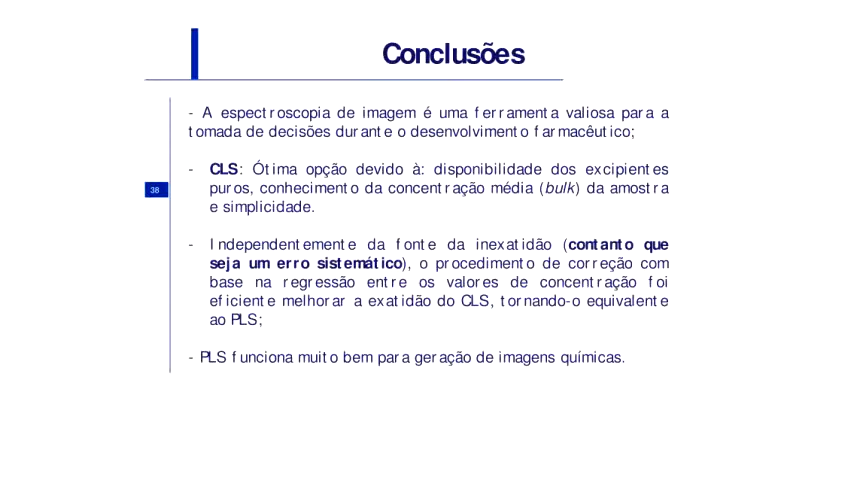 Conclusões
- A espectroscopia de imagem é uma ferramenta valiosa para a
tomada de decisões durante o desenvolvimento farmacêutico;
- CLS: Ótima opção devido à: disponibilidade dos excipientes
puros, conhecimento da concentração média (bulk) da amostra
e simplicidade.
38
- Independentemente da fonte da inexatidão (contanto que
seja um erro sistemático), o procedimento de correção com
base na regressão entre os valores de concentração foi
eficiente melhorar a exatidão do CLS, tornando-o equivalente
ao PLS;
- PLS funciona muito bem para geração de imagens químicas.